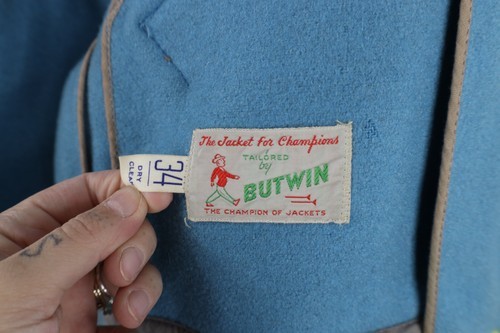 The Jacket For Champions
TAILORED
by
BUTWIN
THE CHAMPION OF JACKETS
34
DRY
CLEAN